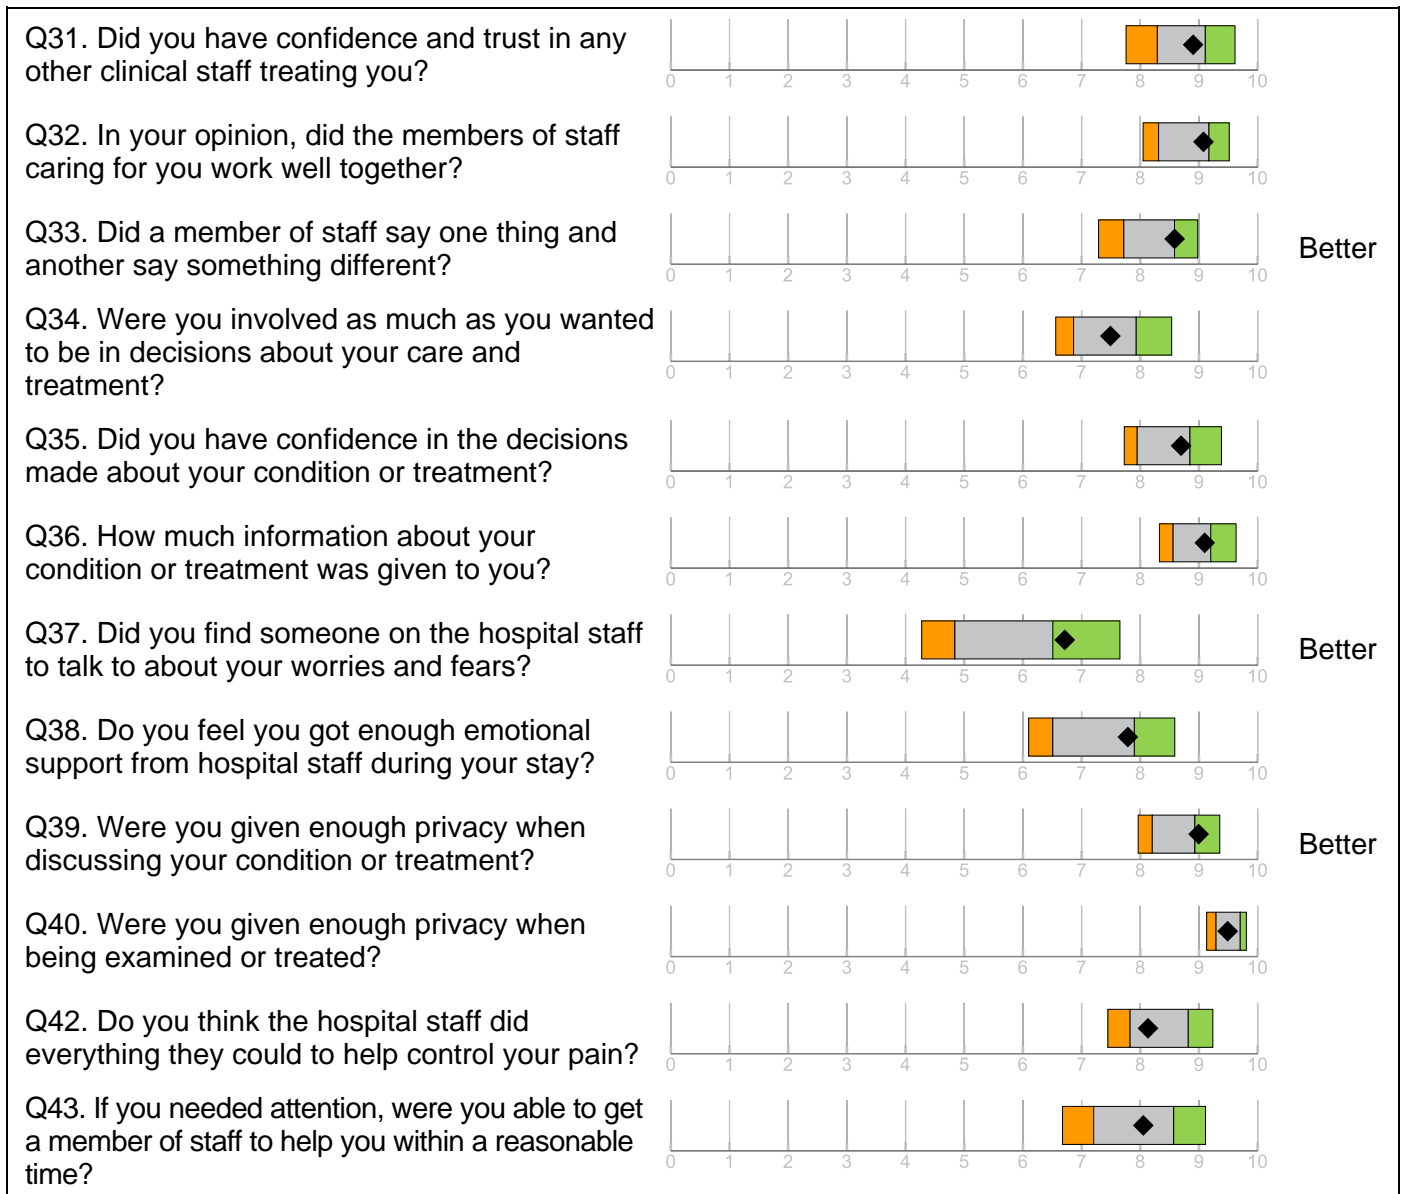 Q31. Did you have confidence and trust in any
other clinical staff treating you?
0 1 2 3 4 5 6 7 8 9 10
Q32. In your opinion, did the members of staff
caring for you work well together?
0 1 2 3 4 5 6 7 8 9 10
Q33. Did a member of staff say one thing and
another say something different?
Better
0 1 2 3 4 5 6 7 8 9 10
Q34. Were you involved as much as you wanted
to be in decisions about your care and
treatment?
0 1 2 3 4 5 6 7 8 9 10
Q35. Did you have confidence in the decisions
made about your condition or treatment?
0 1 2 3 4 5 6 7 8 9 10
Q36. How much information about your
condition or treatment was given to you?
0 1 2 3 4 5 6 7 8 9 10
Q37. Did you find someone on the hospital staff
to talk to about your worries and fears?
Better
0 1 2 3 4 5 6 7 8 9 10
Q38. Do you feel you got enough emotional
support from hospital staff during your stay?
0 1 2 3 4 5 6 7 8 9 10
Q39. Were you given enough privacy when
discussing your condition or treatment?
Better
0 1 2 3 4 5 6 7 8 9 10
Q40. Were you given enough privacy when
being examined or treated?
0 1 2 3 4 5 6 7 8 9 10
Q42. Do you think the hospital staff did
everything they could to help control your pain?
0 1 2 3 4 5 6 7 8 9 10
Q43. If you needed attention, were you able to get
a member of staff to help you within a reasonable
time?
0 1 2 3 4 5 6 7 8 9 10